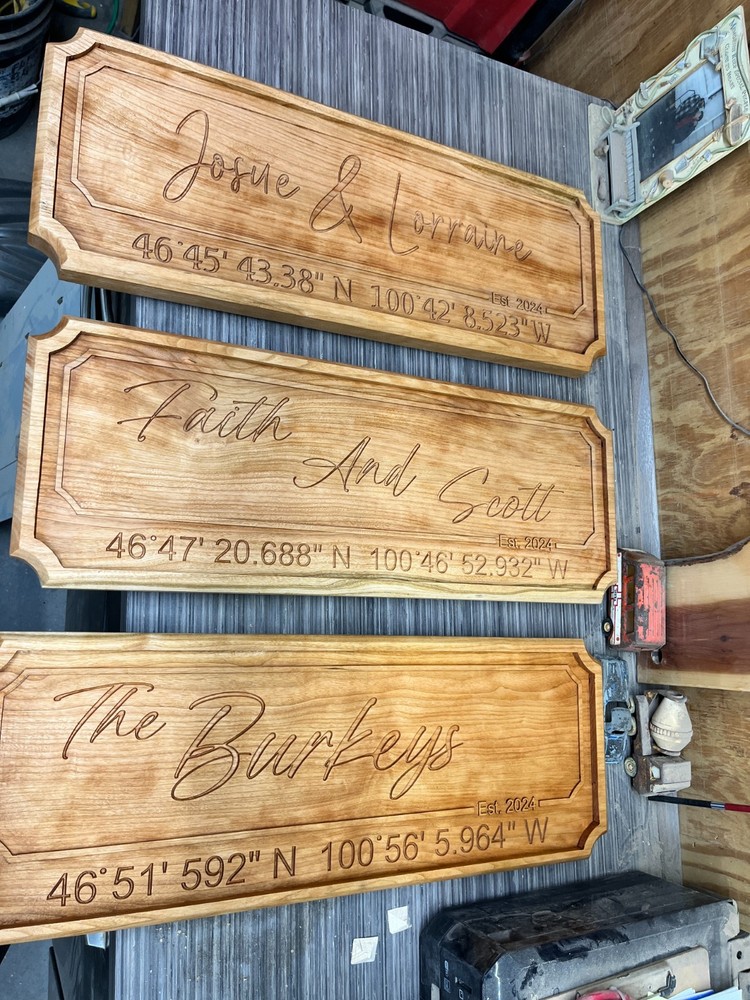 Josue & Lorraine
Est. 2024
46°45' 43.38" N 100°42' 8.523" W
Faith And Scott
Est. 2024
46°47' 20.688" N 100°46' 52.932" W
The Burkeys
Est. 2024
46°51' 592" N 100°56' 5.964" W